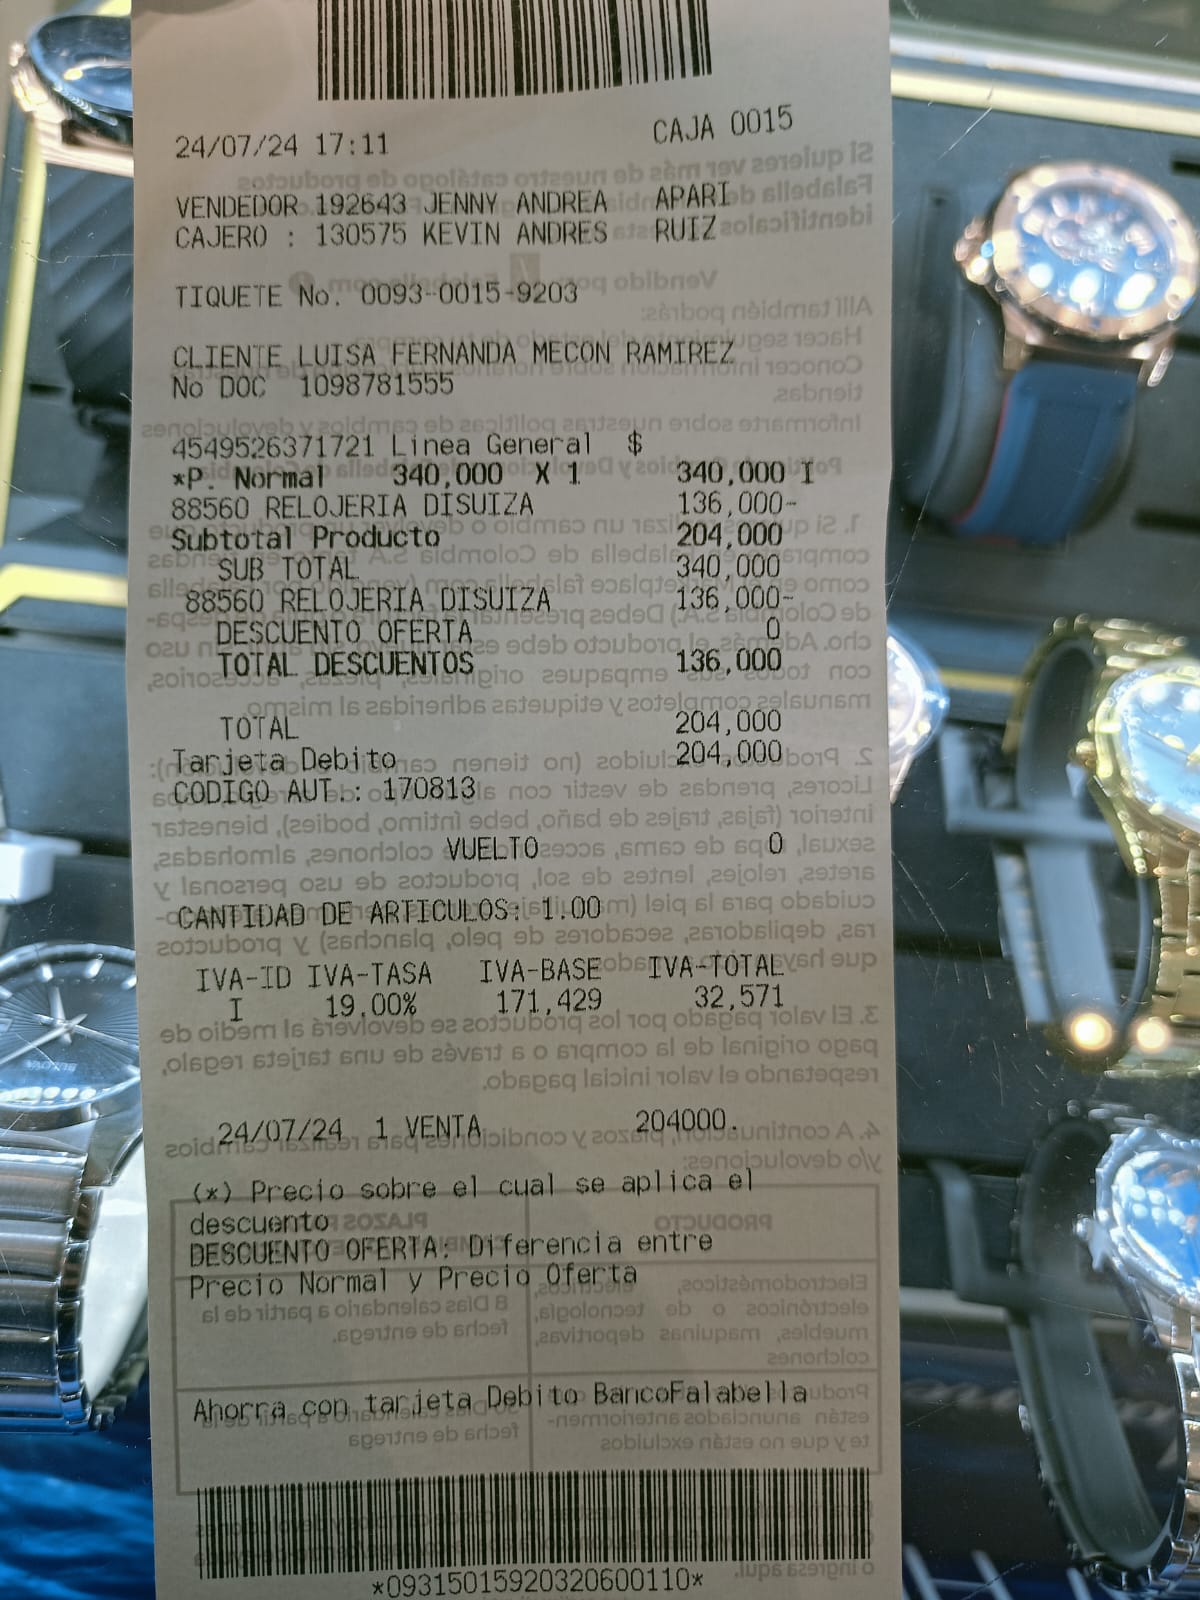 24/07/24 17:11 CAJA 0015
VENDEDOR 192643 JENNY ANDREA APARI
CAJERO : 130575 KEVIN ANDRES RUIZ
TIQUETE No. 0093-0015-9203
CLIENTE LUISA FERNANDA MECON RAMIREZ
No DOC 1098781555
4549526371721 Linea General $
*P. Normal 340,000 X 1 340,000 I
88560 RELOJERIA DISUIZA 136,000-
Subtotal Producto 204,000
SUB TOTAL 340,000
88560 RELOJERIA DISUIZA 136,000-
DESCUENTO OFERTA 0
TOTAL DESCUENTOS 136,000
TOTAL 204,000
Tarjeta Debito 204,000
CODIGO AUT.: 170813
VUELTO 0
CANTIDAD DE ARTICULOS: 1.00
IVA-ID IVA-TASA IVA-BASE IVA-TOTAL
I 19.00% 171,429 32,571
24/07/24 1 VENTA 204000.
(*) Precio sobre el cual se aplica el
descuento
DESCUENTO OFERTA: Diferencia entre
Precio Normal y Precio Oferta
Ahorra con tarjeta Debito BancoFalabella
*09315015920320600110*